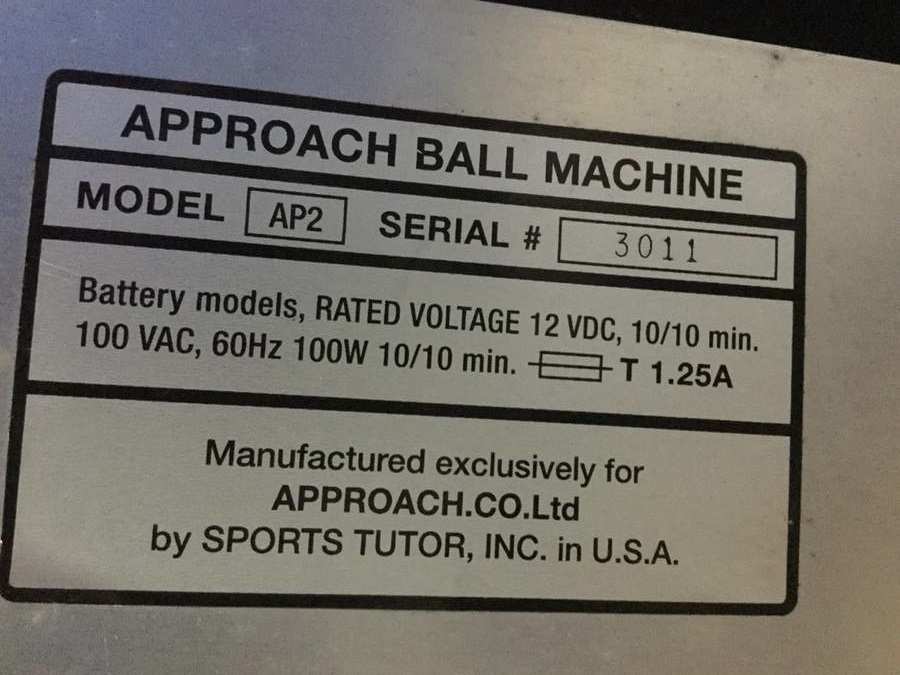 APPROACH BALL MACHINE
MODEL AP2 SERIAL # 3011
Battery models, RATED VOLTAGE 12 VDC, 10/10 min.
100 VAC, 60Hz 100W 10/10 min. T 1.25A
Manufactured exclusively for
APPROACH.CO.Ltd
by SPORTS TUTOR, INC. in U.S.A.